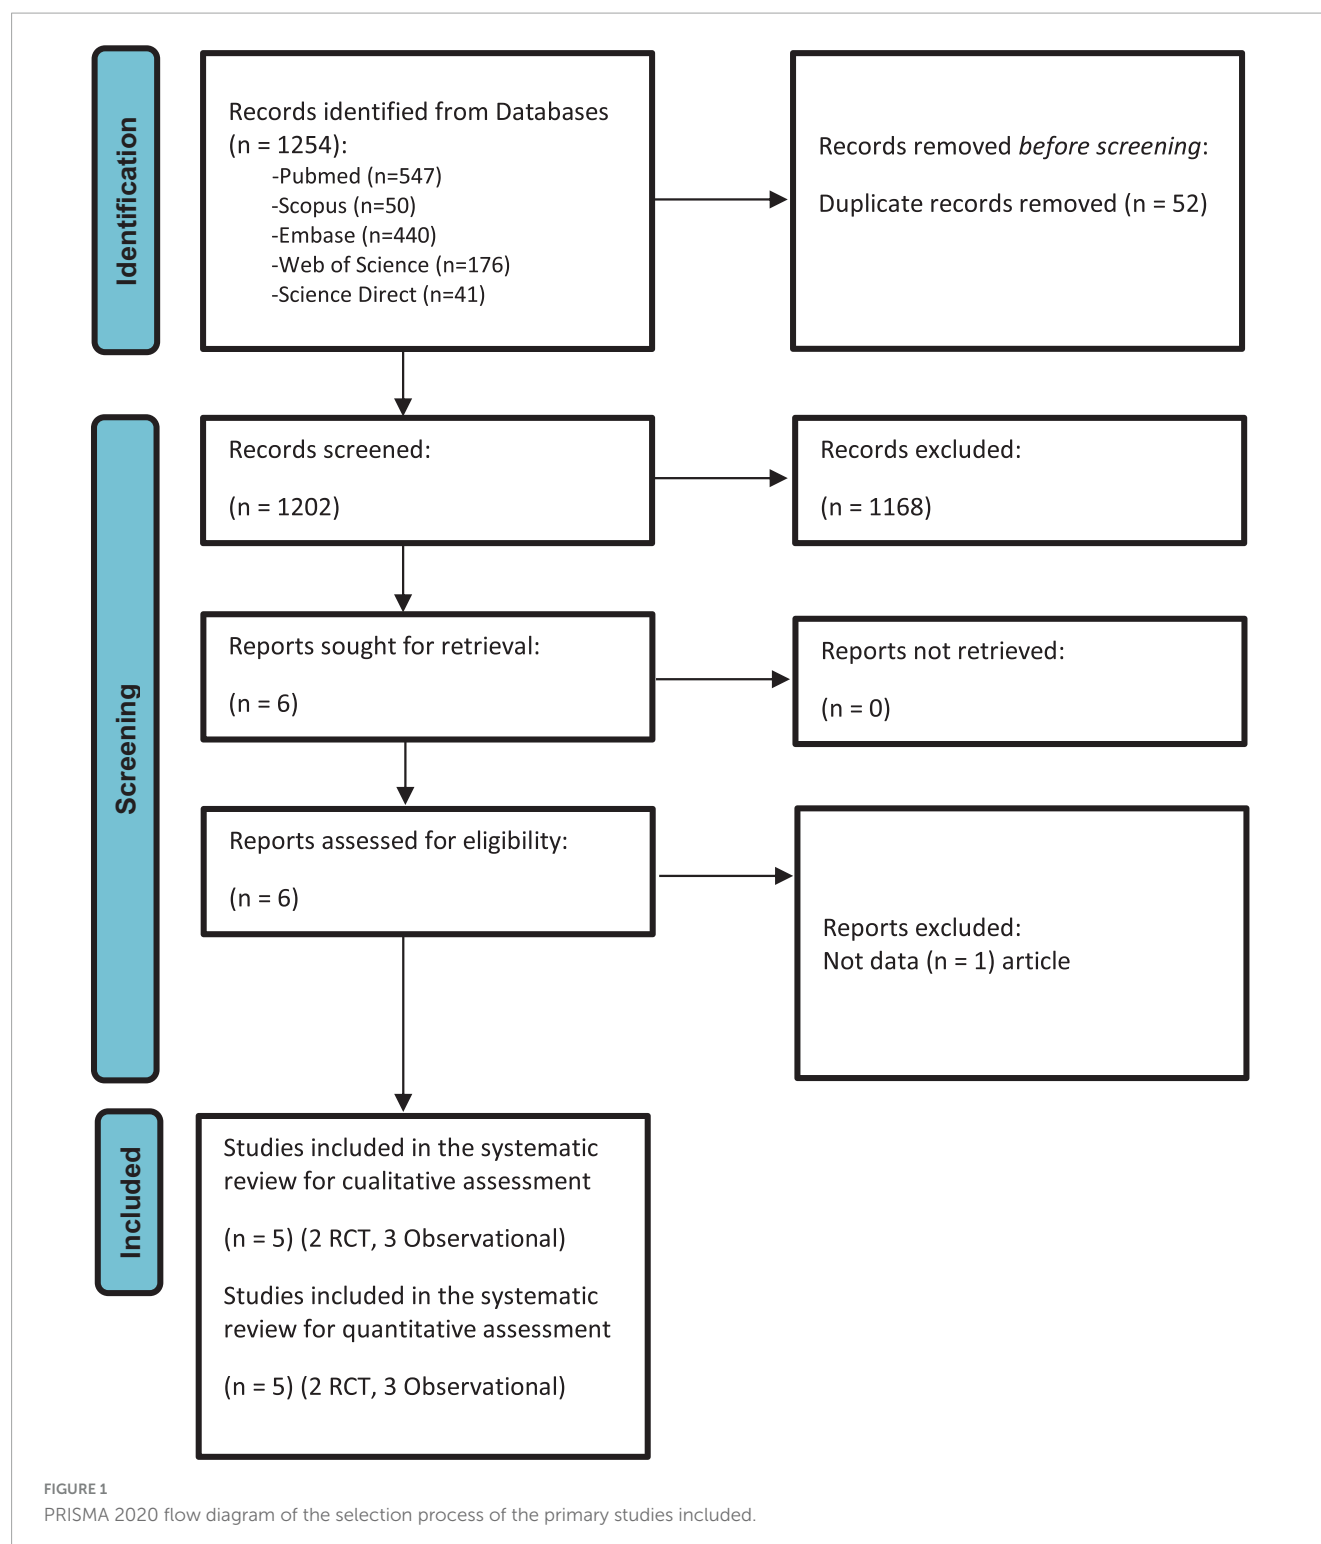 Identification
Records identified from Databases
(n = 1254):
-Pubmed (n=547)
-Scopus (n=50)
-Embase (n=440)
-Web of Science (n=176)
-Science Direct (n=41)
Records removed before screening:
Duplicate records removed (n = 52)
Screening
Records screened:
(n = 1202)
Records excluded:
(n = 1168)
Reports sought for retrieval:
(n = 6)
Reports not retrieved:
(n = 0)
Reports assessed for eligibility:
(n = 6)
Reports excluded:
Not data (n = 1) article
Included
Studies included in the systematic
review for cualitative assessment
(n = 5) (2 RCT, 3 Observational)
Studies included in the systematic
review for quantitative assessment
(n = 5) (2 RCT, 3 Observational)
FIGURE 1
PRISMA 2020 flow diagram of the selection process of the primary studies included.